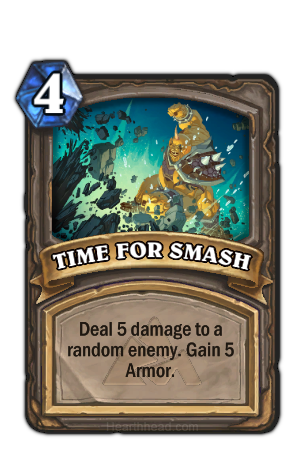 4
TIME FOR SMASH
Deal 5 damage to a
random enemy. Gain 5
Armor.
Hearthhead.com